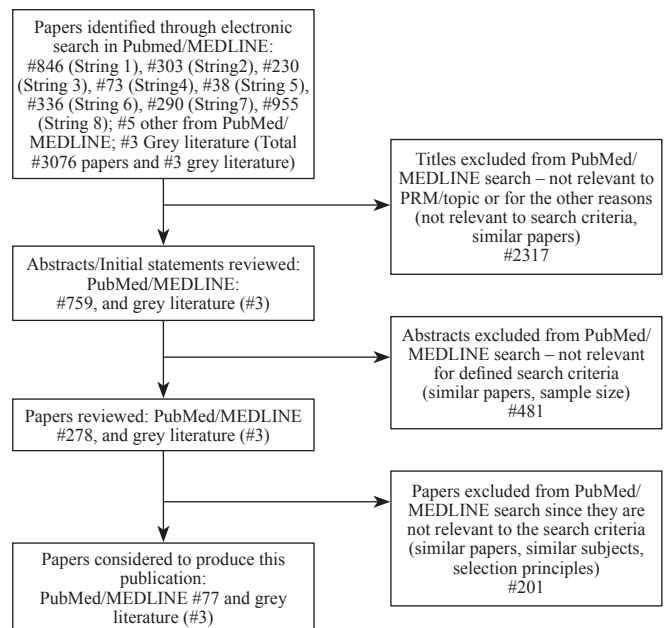 Papers identified through electronic
search in Pubmed/MEDLINE:
#846 (String 1), #303 (String2), #230
(String 3), #73 (String4), #38 (String 5),
#336 (String 6), #290 (String7), #955
(String 8); #5 other from PubMed/
MEDLINE; #3 Grey literature (Total
#3076 papers and #3 grey literature)
Titles excluded from PubMed/
MEDLINE search – not relevant to
PRM/topic or for the other reasons
(not relevant to search criteria,
similar papers)
#2317
Abstracts/Initial statements reviewed:
PubMed/MEDLINE:
#759, and grey literature (#3)
Abstracts excluded from PubMed/
MEDLINE search – not relevant
for defined search criteria
(similar papers, sample size)
#481
Papers reviewed: PubMed/MEDLINE
#278, and grey literature (#3)
Papers excluded from PubMed/
MEDLINE search since they are
not relevant to the search criteria
(similar papers, similar subjects,
selection principles)
#201
Papers considered to produce this
publication:
PubMed/MEDLINE #77 and grey
literature (#3)